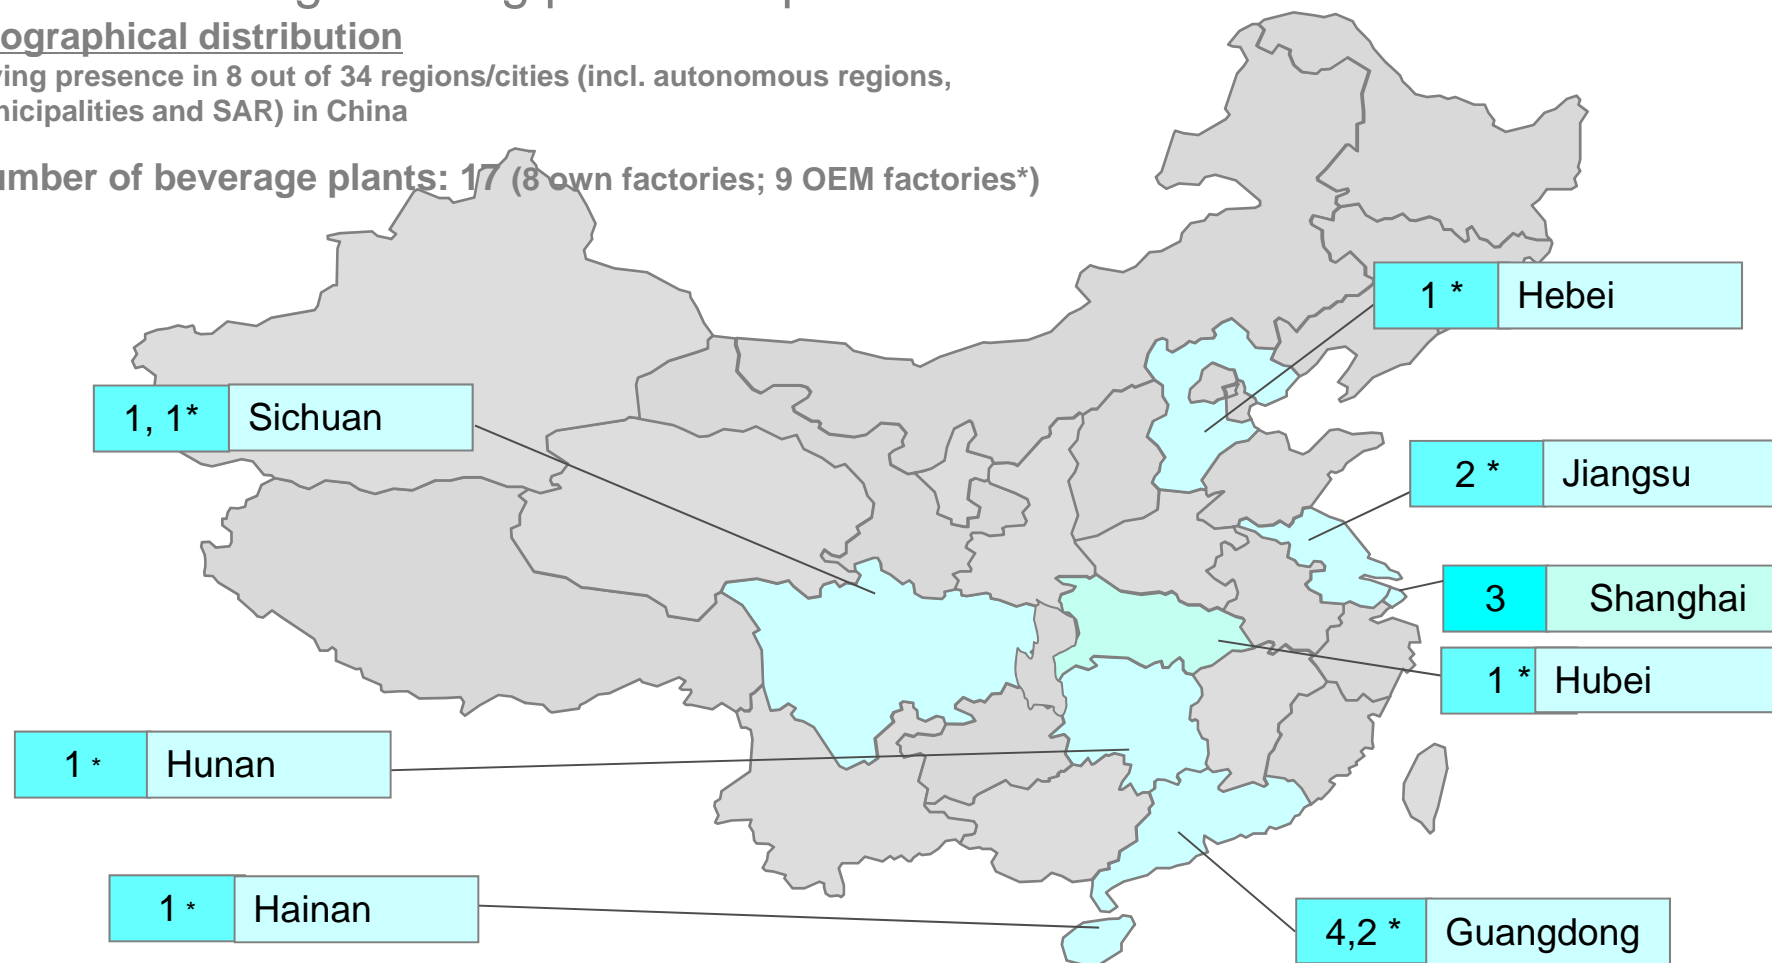 ographical distribution
ing presence in 8 out of 34 regions/cities (incl. autonomous regions,
nicipalities and SAR) in China
umber of beverage plants: 17 (8 own factories; 9 OEM factories*)
1 * Hebei
1, 1* Sichuan
2 * Jiangsu
3 Shanghai
1 * Hubei
1 * Hunan
1 * Hainan
4,2 * Guangdong